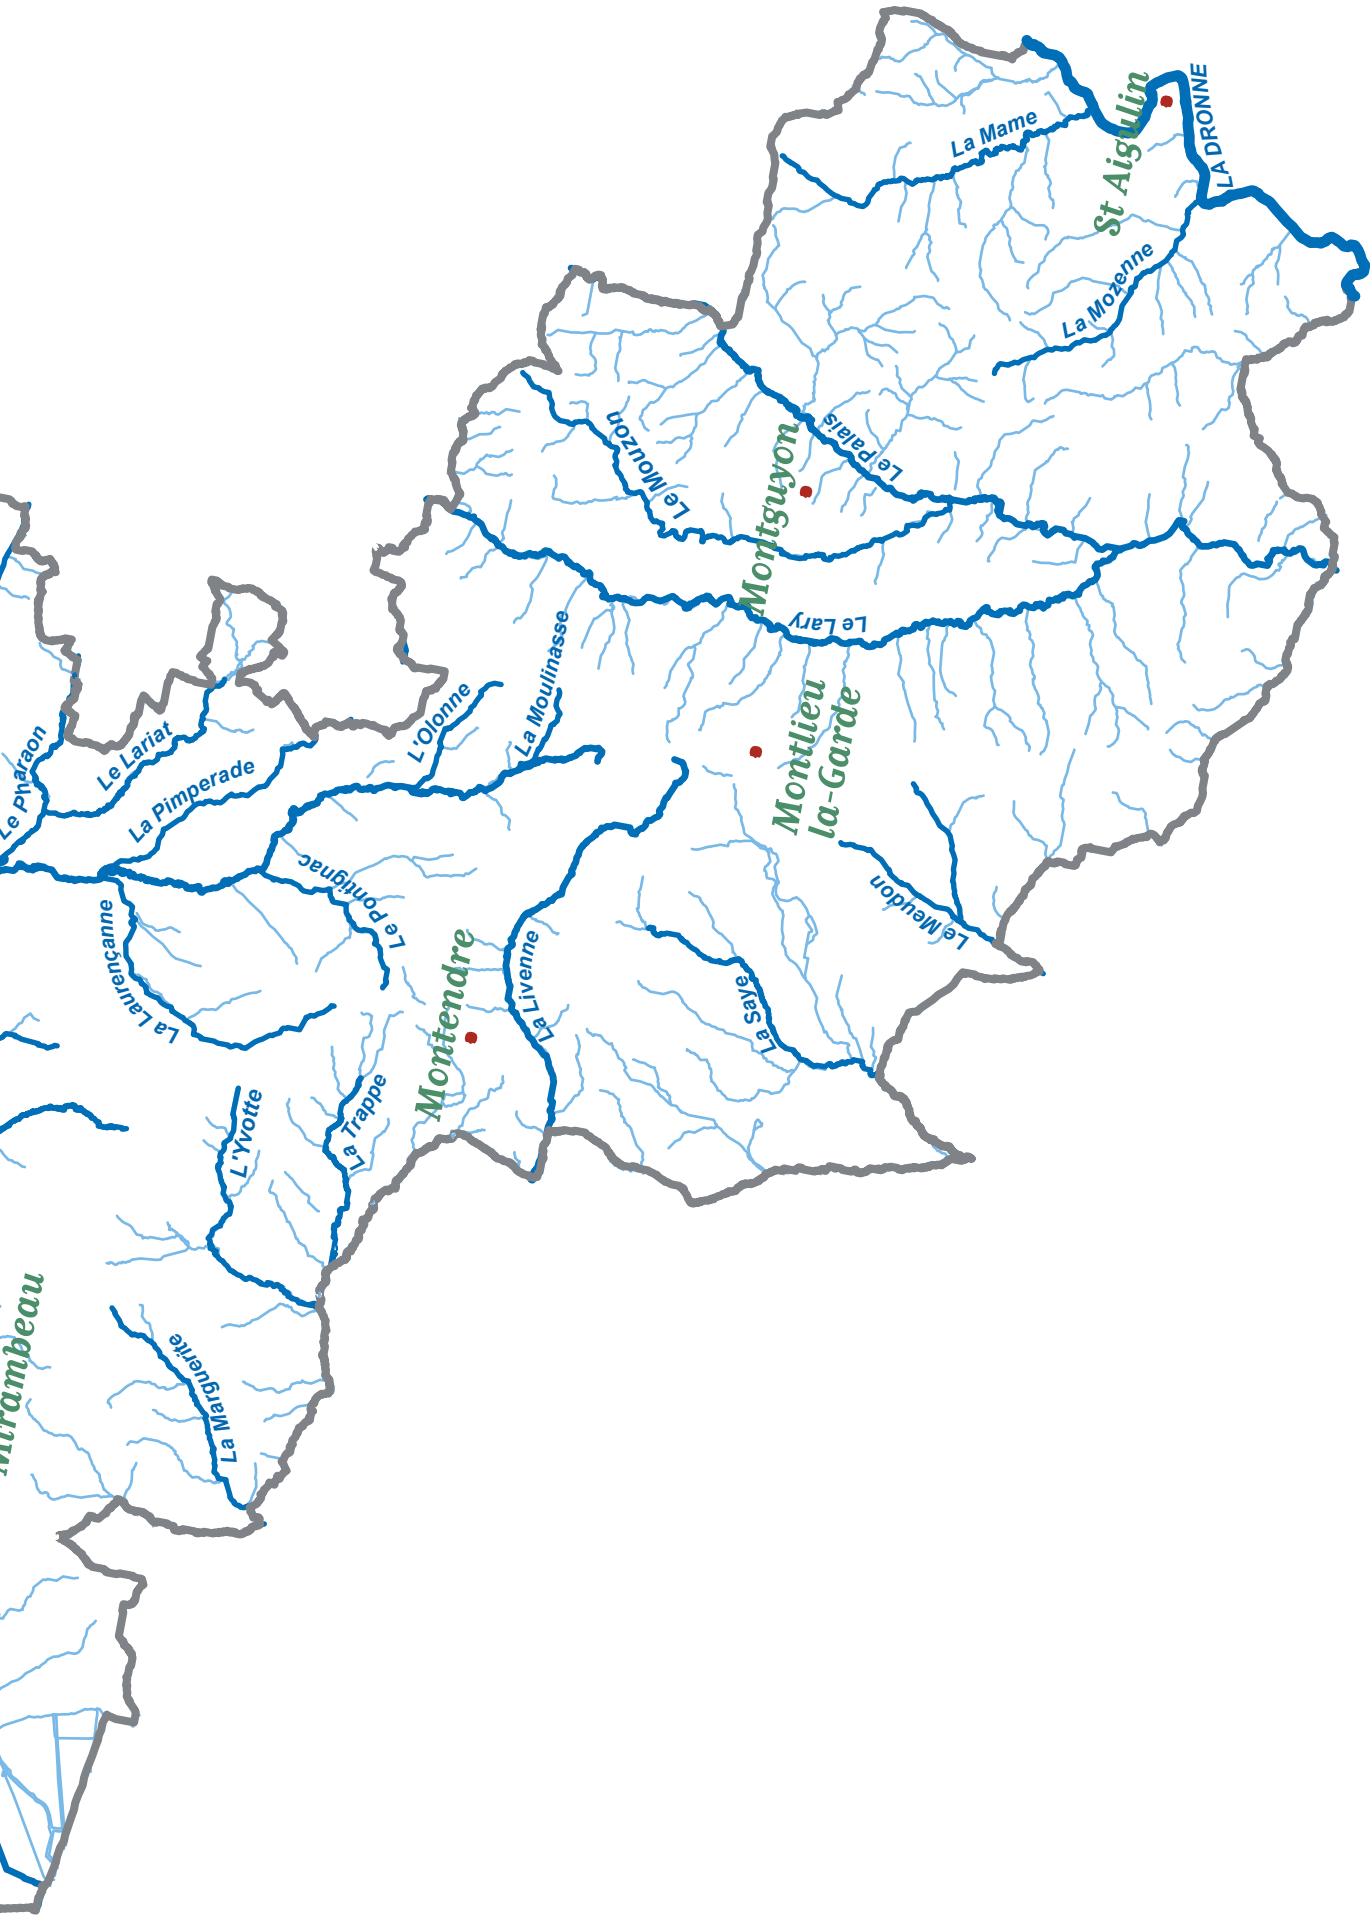 La Mame
St Aigulin
LA DRONNE
La Mozenne
Le Mouzon
Le Palais
Montguyon
Le Lary
La Moulinasse
L'Olonne
Montlieu
la-Garde
Le Pharaon
Le Lariat
La Pimperade
Le Pontignac
La Laurençanne
Montendre
La Livenne
Le Meudon
La Saye
L'Yvotte
La Trappe
Mirambeau
La Marguerite